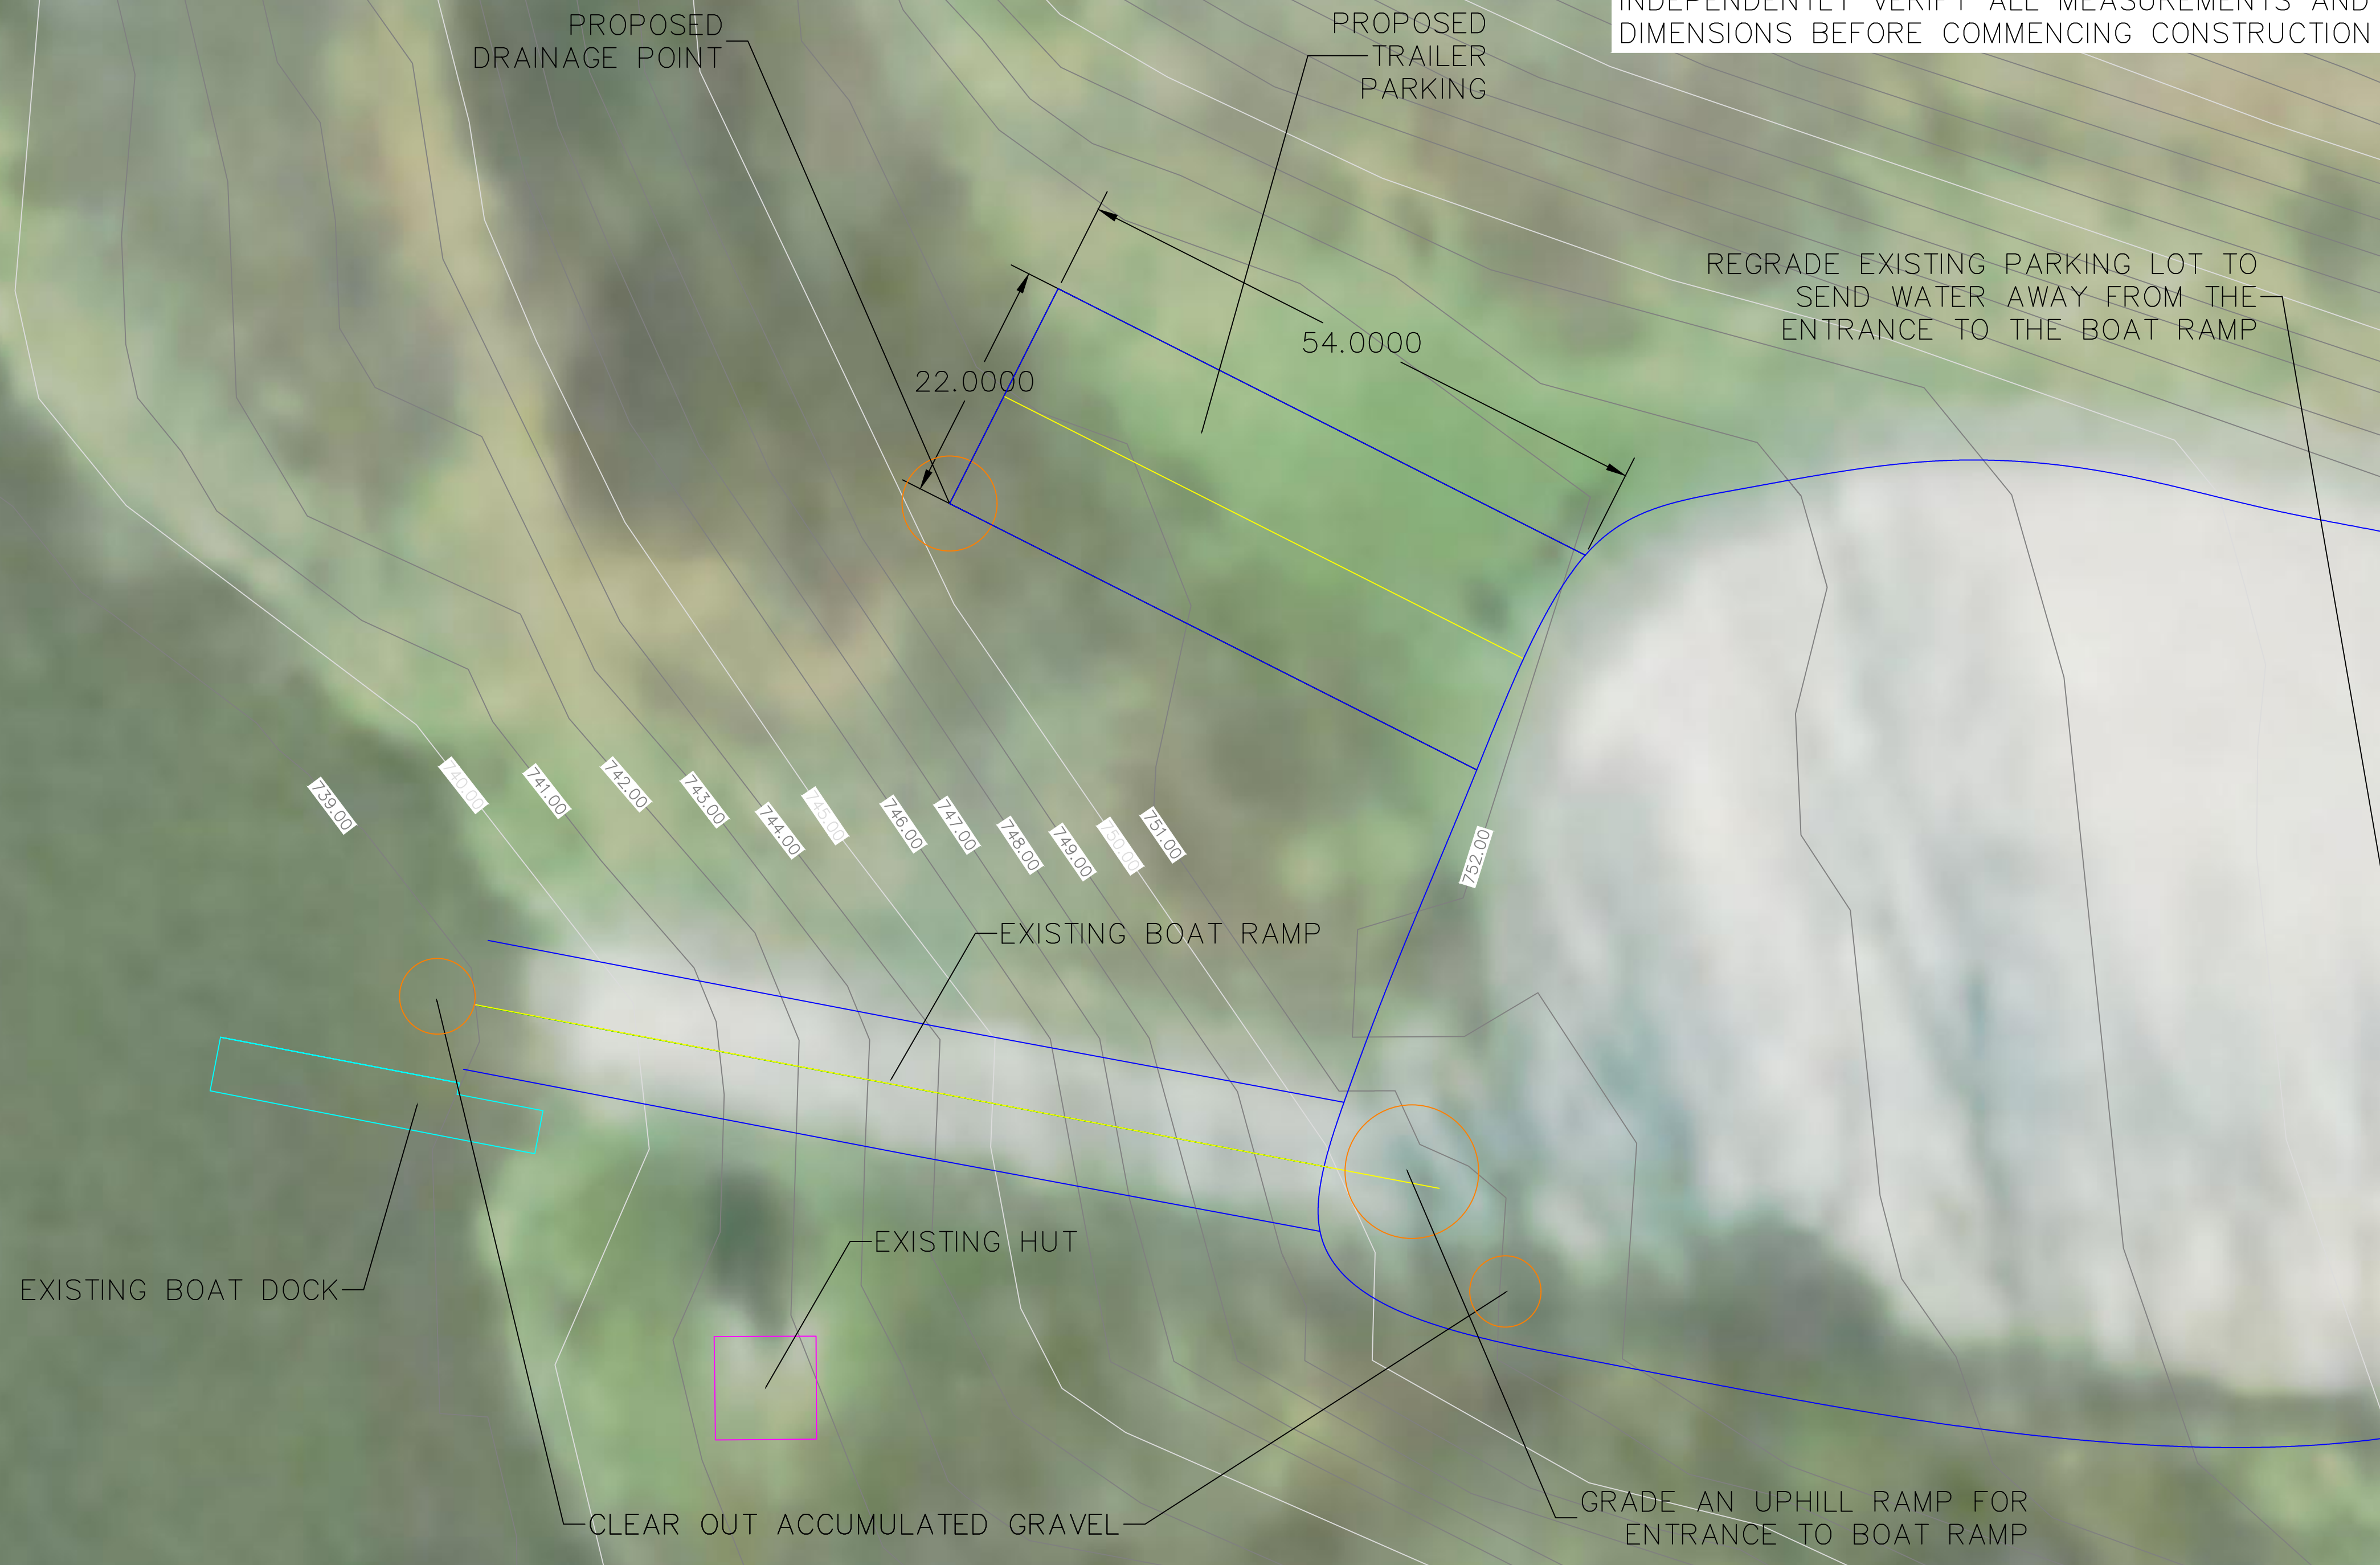 PROPOSED
DRAINAGE POINT
PROPOSED
TRAILER
PARKING
INDEPENDENTLY VERIFY ALL MEASUREMENTS AND
DIMENSIONS BEFORE COMMENCING CONSTRUCTION
REGRADE EXISTING PARKING LOT TO
SEND WATER AWAY FROM THE
ENTRANCE TO THE BOAT RAMP
54.0000
22.0000
739.00
740.00
741.00
742.00
743.00
744.00
745.00
746.00
747.00
748.00
749.00
750.00
751.00
752.00
EXISTING BOAT RAMP
EXISTING HUT
EXISTING BOAT DOCK
CLEAR OUT ACCUMULATED GRAVEL
GRADE AN UPHILL RAMP FOR
ENTRANCE TO BOAT RAMP